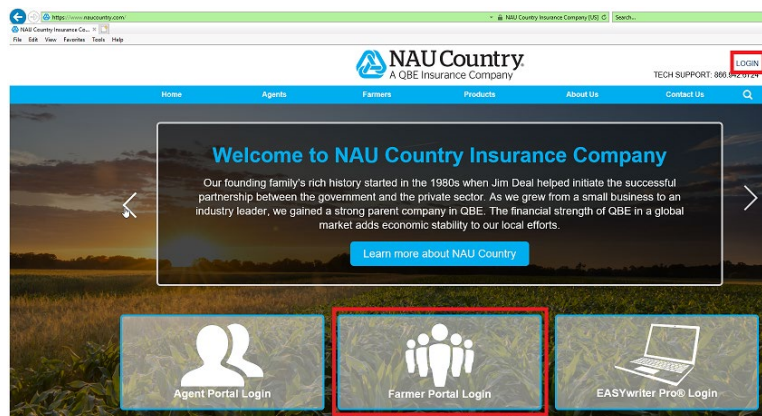 https://www.naucountry.com/
NAU Country Insurance Company [US]
Search...
NAU Country Insurance Co...
File Edit View Favorites Tools Help
NAU Country®
A QBE Insurance Company
LOGIN
TECH SUPPORT: 866.942.6124
Home Agents Farmers Products About Us Contact Us
Welcome to NAU Country Insurance Company
Our founding family's rich history started in the 1980s when Jim Deal helped initiate the successful
partnership between the government and the private sector. As we grew from a small business to an
industry leader, we gained a strong parent company in QBE. The financial strength of QBE in a global
market adds economic stability to our local efforts.
Learn more about NAU Country
Agent Portal Login
Farmer Portal Login
EASYwriter Pro® Login